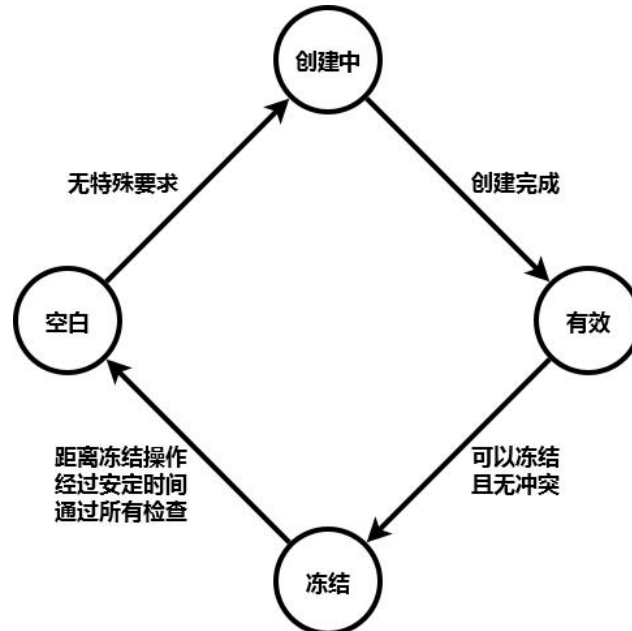 创建中
无特殊要求
创建完成
空白
有效
距离冻结操作
经过安定时间
通过所有检查
可以冻结
且无冲突
冻结